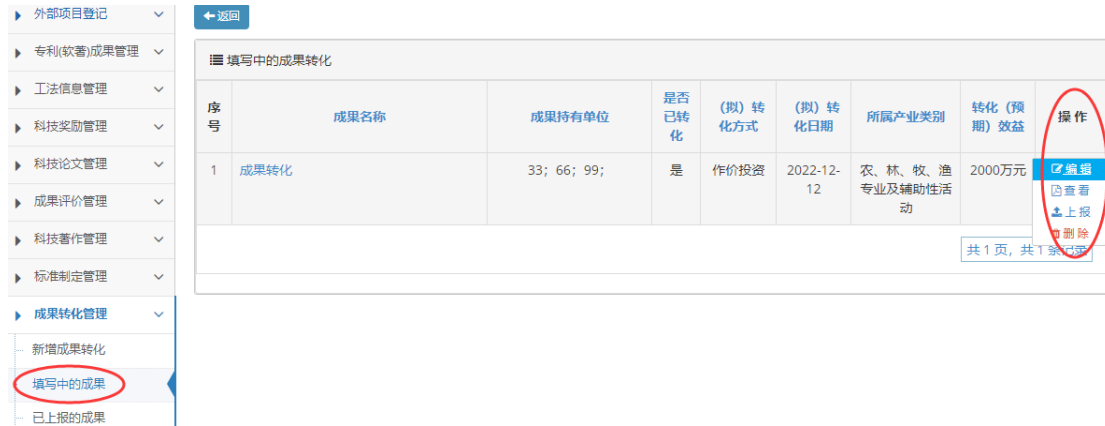 外部项目登记
专利(软著)成果管理
工法信息管理
科技奖励管理
科技论文管理
成果评价管理
科技著作管理
标准制定管理
成果转化管理
新增成果转化
填写中的成果
已上报的成果
返回
填写中的成果转化
序号 成果名称 成果持有单位 是否已转化 （拟）转化方式 （拟）转化日期 所属产业类别 转化（预期）效益 操作
1 成果转化 33; 66; 99; 是 作价投资 2022-12-12 农、林、牧、渔专业及辅助性活动 2000万元
编辑
查看
上报
删除
共1页，共1条记录